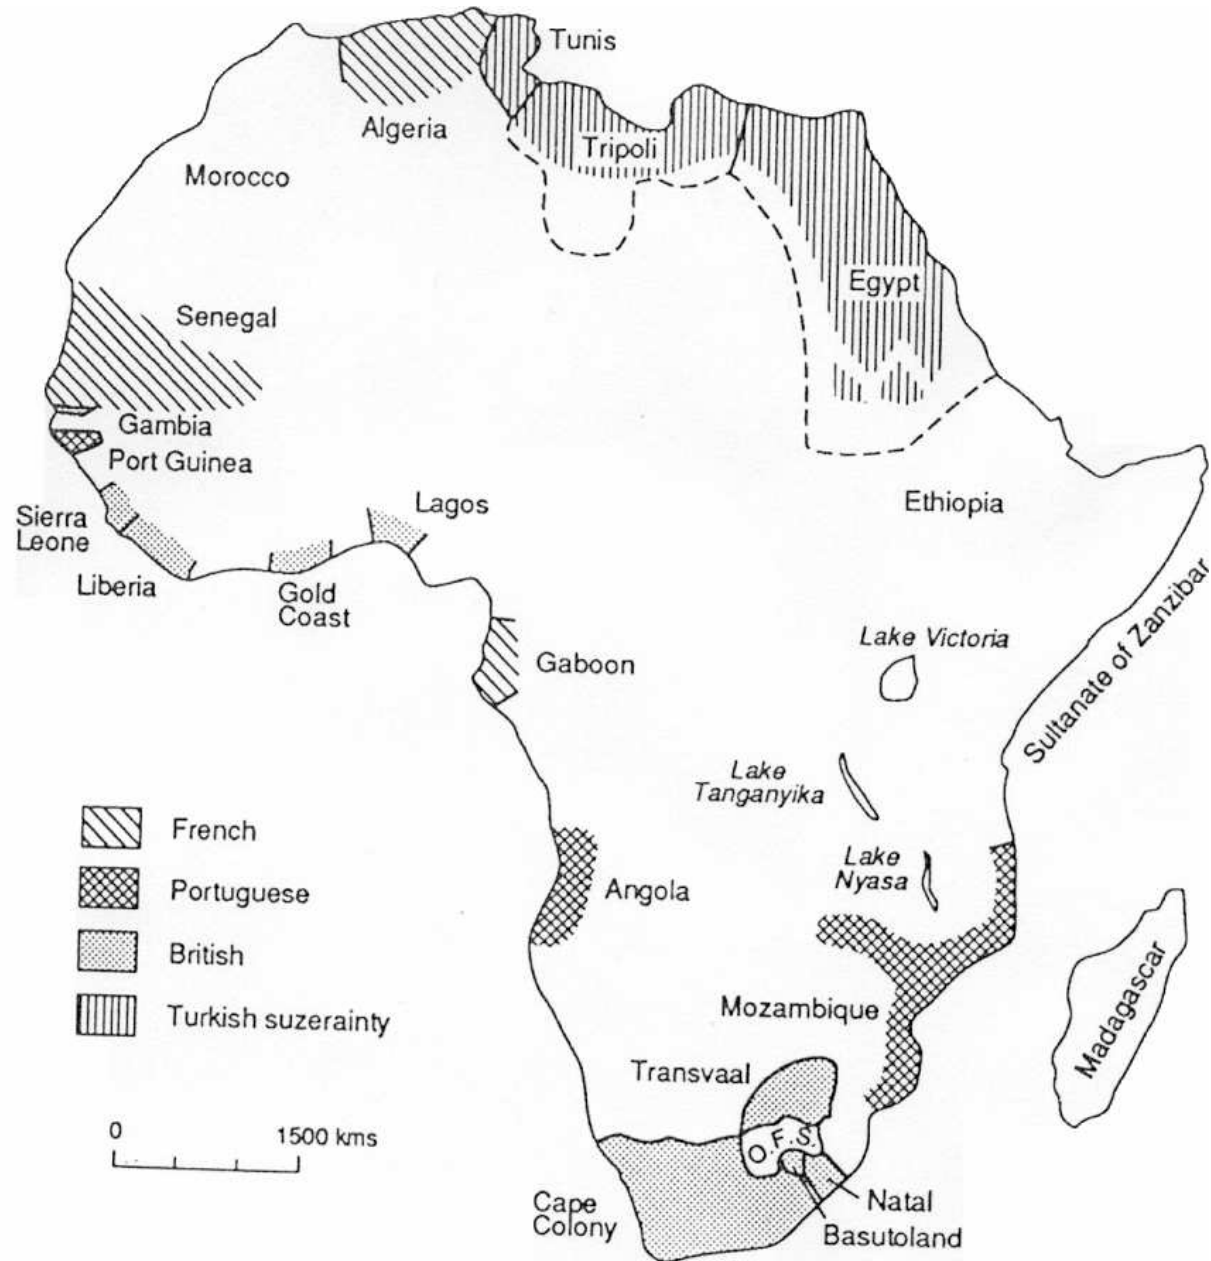 Tunis
Algeria
Tripoli
Morocco
Egypt
Senegal
Gambia
Port Guinea
Lagos
Ethiopia
Sierra
Leone
Liberia
Gold
Coast
Lake Victoria
Gaboon
Sultanate of Zanzibar
Lake
Tanganyika
French
Lake
Nyasa
Portuguese
Angola
British
Madagascar
Mozambique
Turkish suzerainty
Transvaal
0 1500 kms
O.F.S.
Natal
Cape
Colony
Basutoland